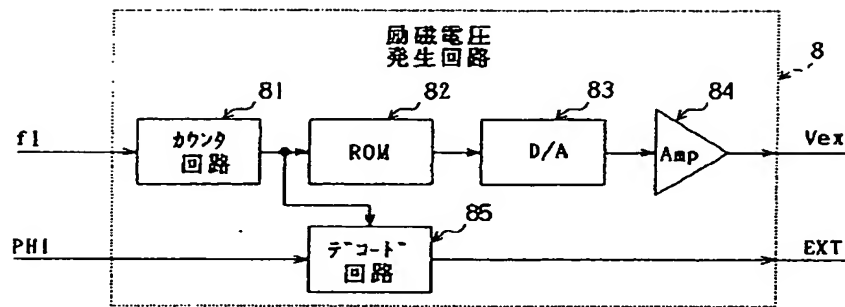 励磁電圧
発生回路
8
81
82
83
84
f1
カウンタ
回路
ROM
D/A
Amp
Vex
85
PHI
デコード
回路
EXT